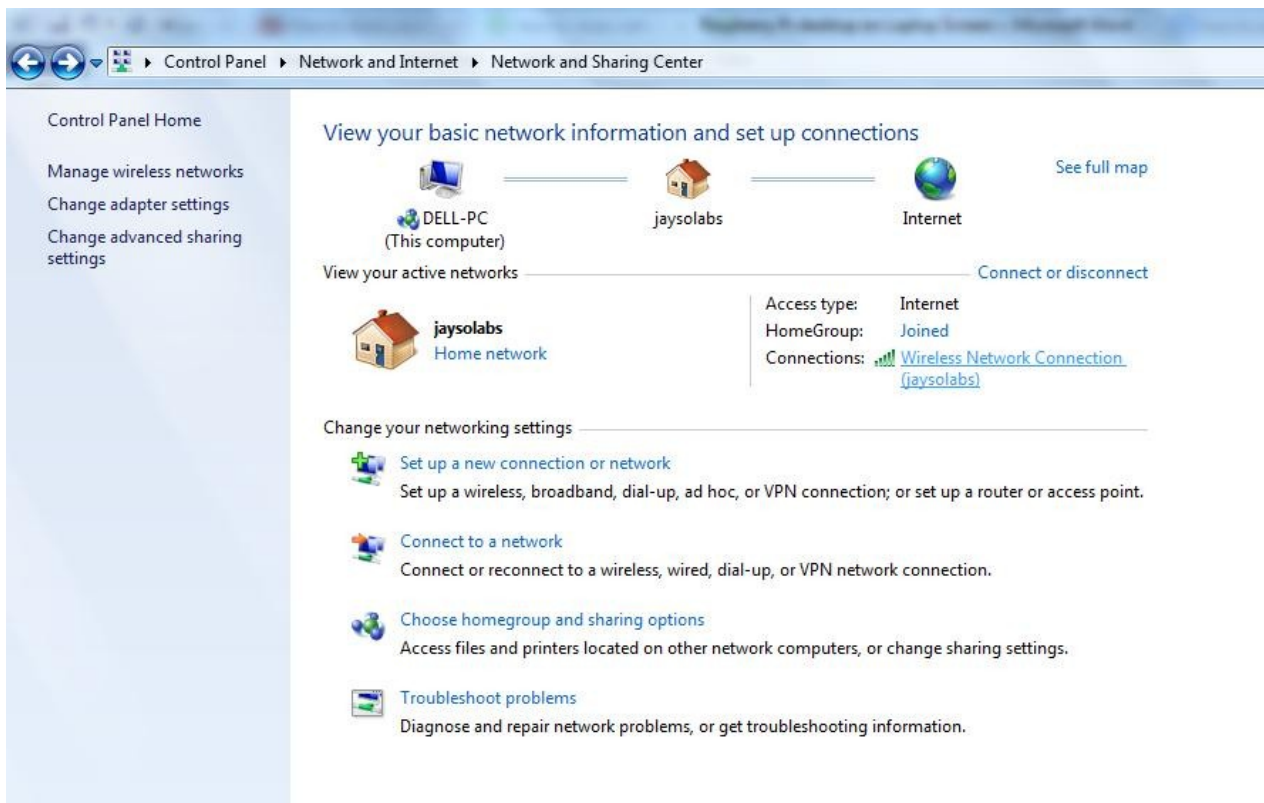 Control Panel ▸ Network and Internet ▸ Network and Sharing Center
Control Panel Home
Manage wireless networks
Change adapter settings
Change advanced sharing
settings
View your basic network information and set up connections
See full map
DELL-PC
(This computer)
jaysolabs
Internet
View your active networks
Connect or disconnect
jaysolabs
Home network
Access type: Internet
HomeGroup: Joined
Connections: Wireless Network Connection
(jaysolabs)
Change your networking settings
Set up a new connection or network
Set up a wireless, broadband, dial-up, ad hoc, or VPN connection; or set up a router or access point.
Connect to a network
Connect or reconnect to a wireless, wired, dial-up, or VPN network connection.
Choose homegroup and sharing options
Access files and printers located on other network computers, or change sharing settings.
Troubleshoot problems
Diagnose and repair network problems, or get troubleshooting information.